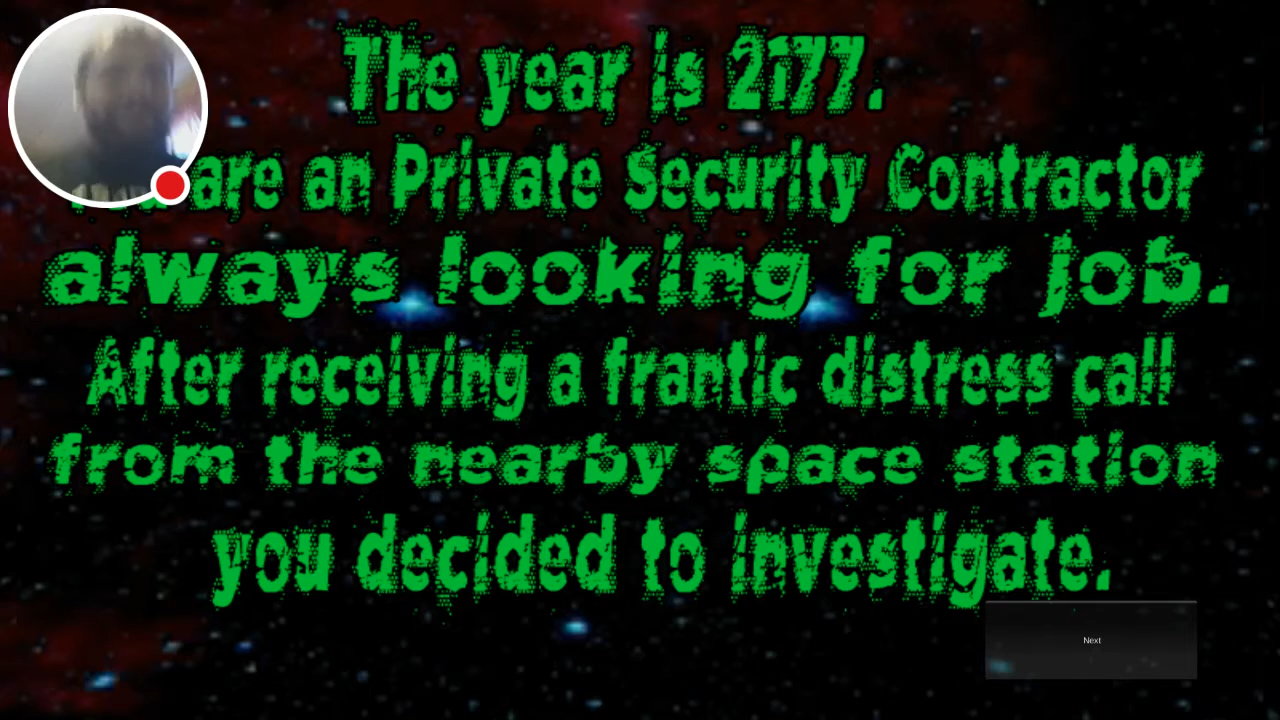 The year is 2177.
are an Private Security Contractor
always looking for job.
After receiving a frantic distress call
from the nearby space station
you decided to investigate.
Next